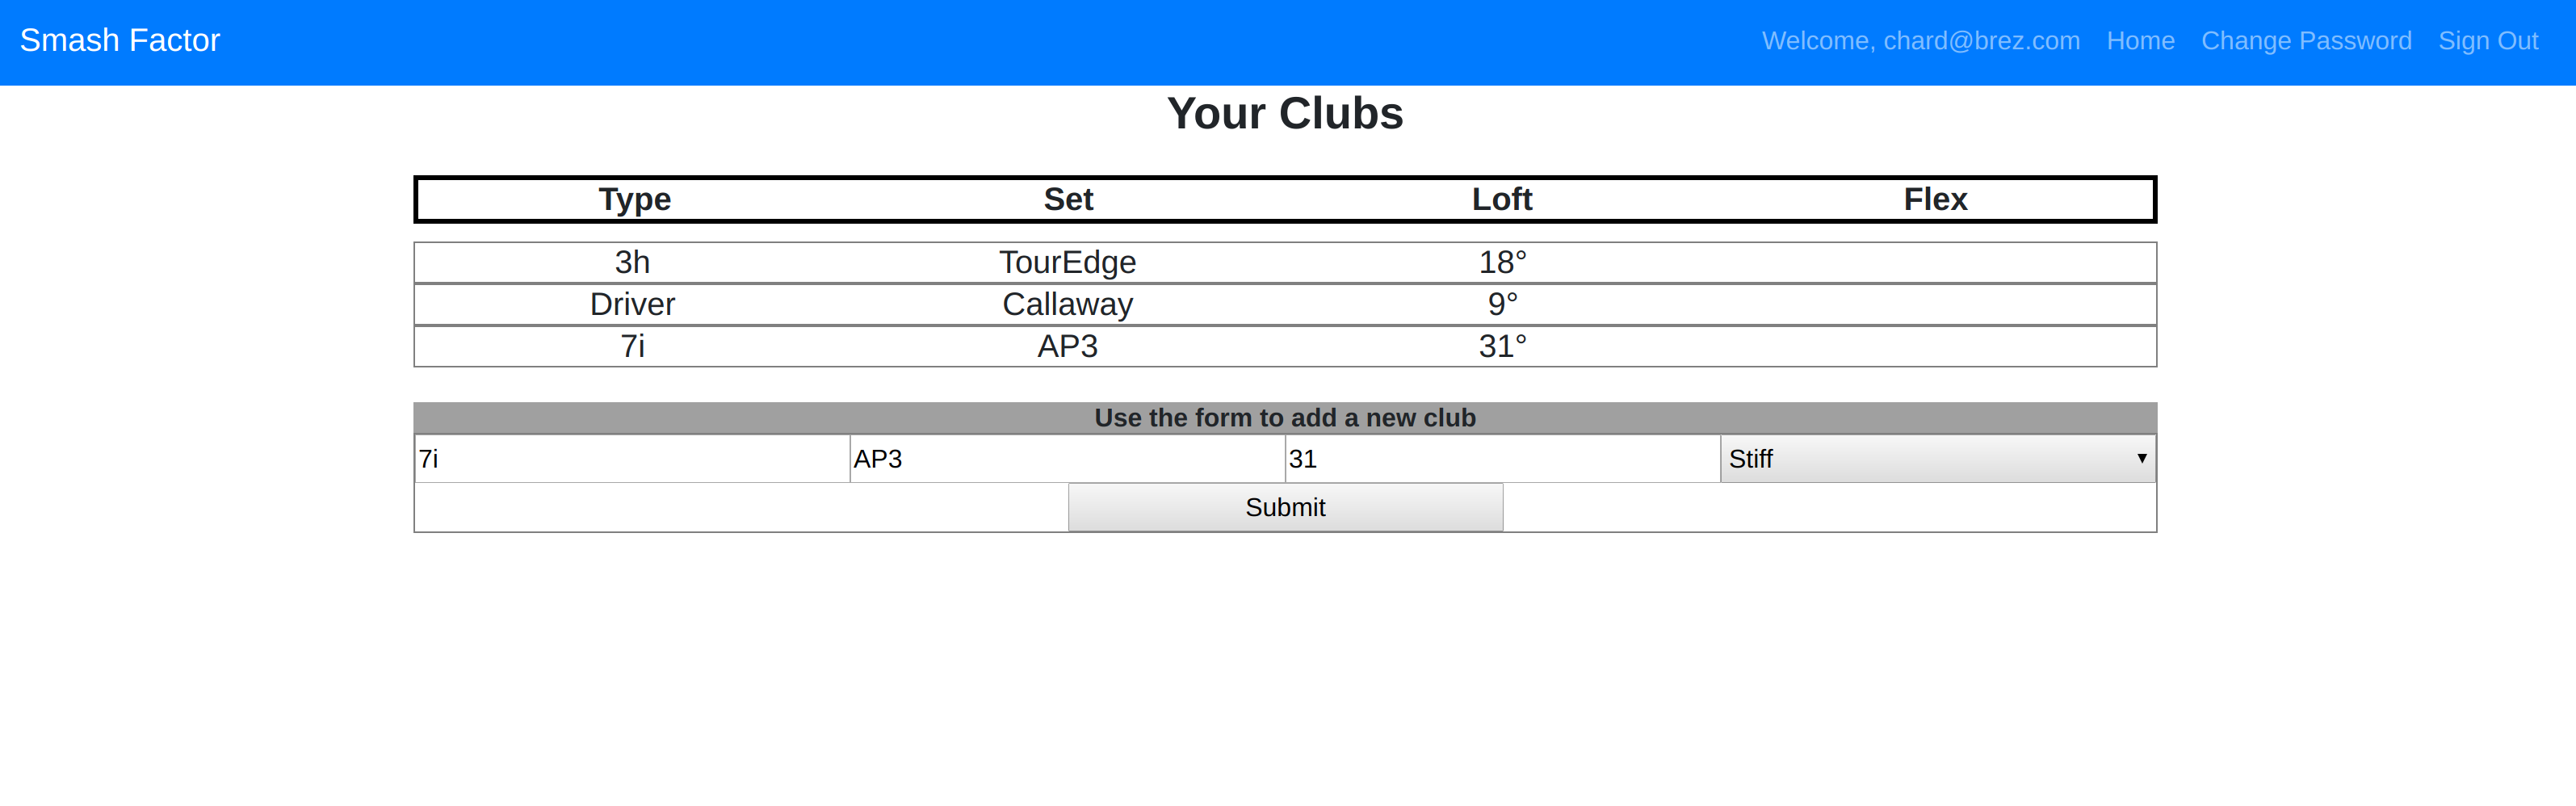 Smash Factor Welcome, chard@brez.com Home Change Password Sign Out
Your Clubs
Type Set Loft Flex
3h TourEdge 18°
Driver Callaway 9°
7i AP3 31°
Use the form to add a new club
7i AP3 31 Stiff
Submit